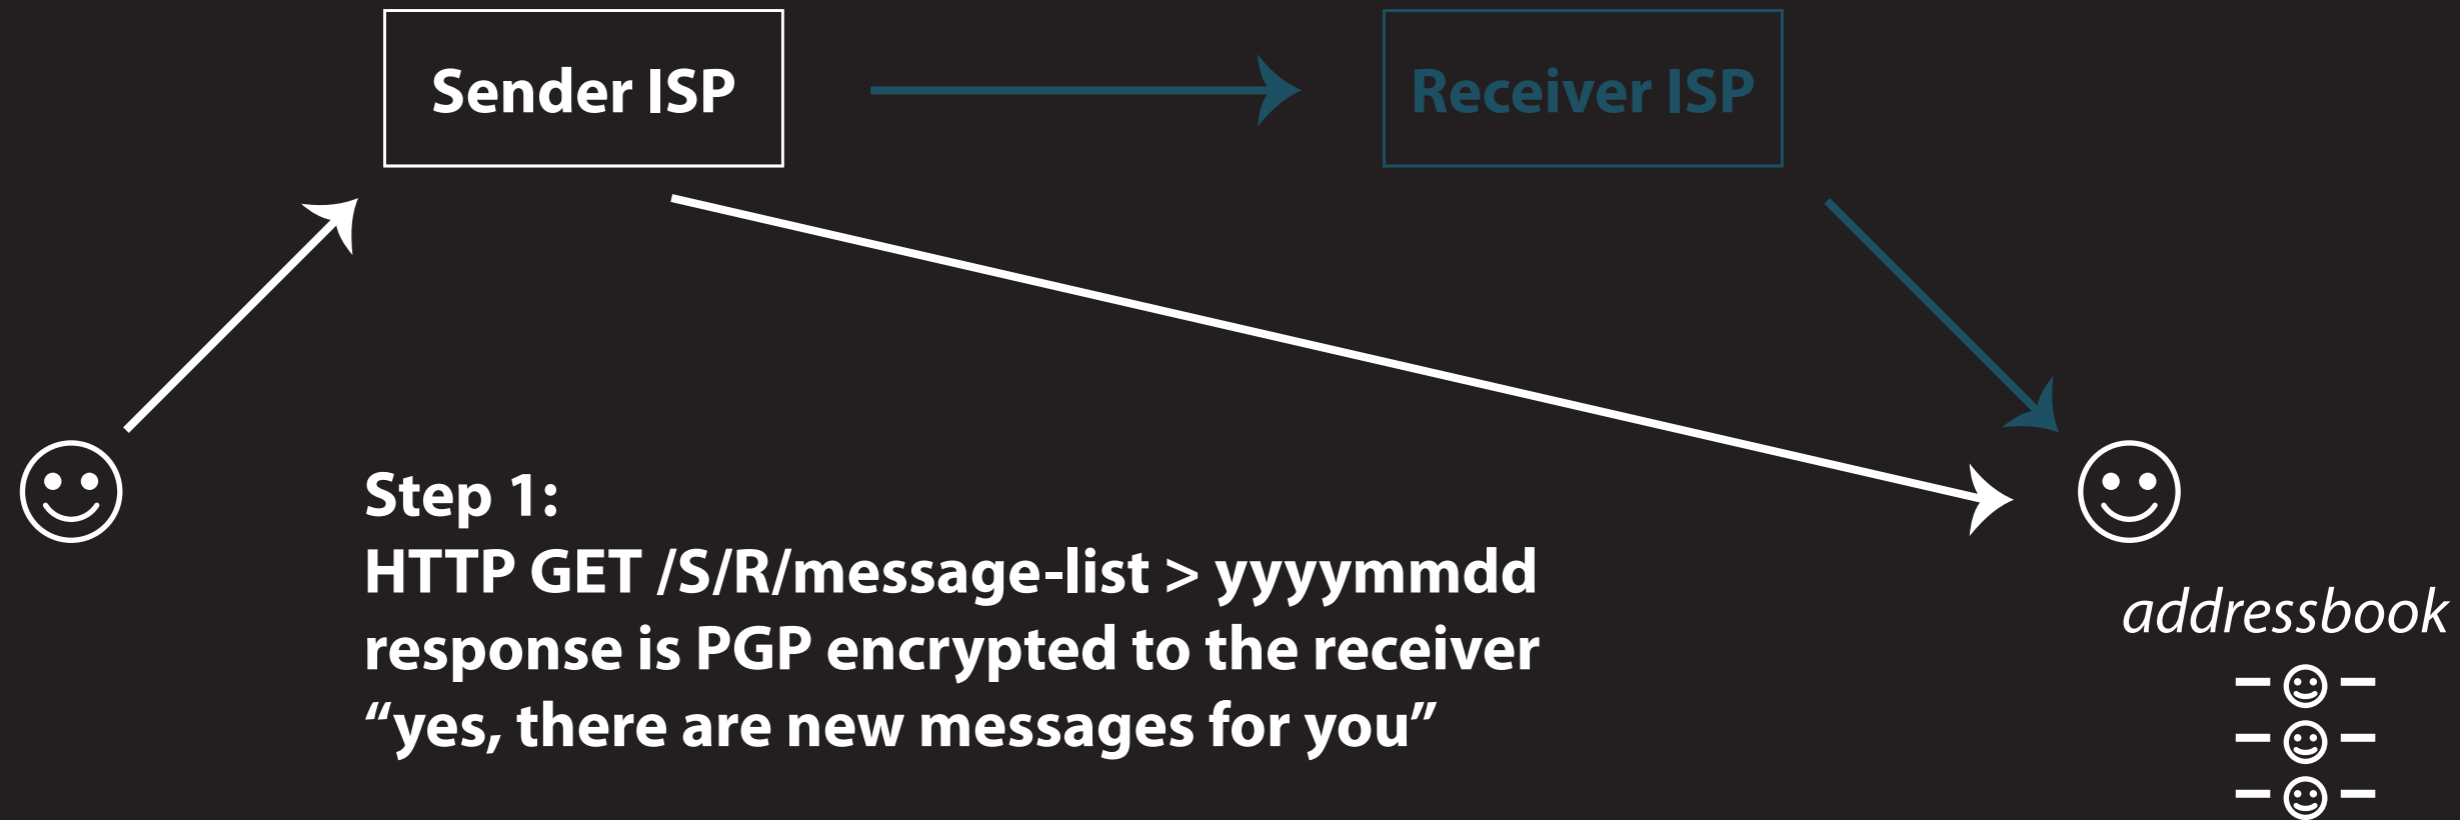 Sender ISP
Receiver ISP
Step 1:
HTTP GET /S/R/message-list > yyyymmdd
response is PGP encrypted to the receiver
“yes, there are new messages for you”
addressbook